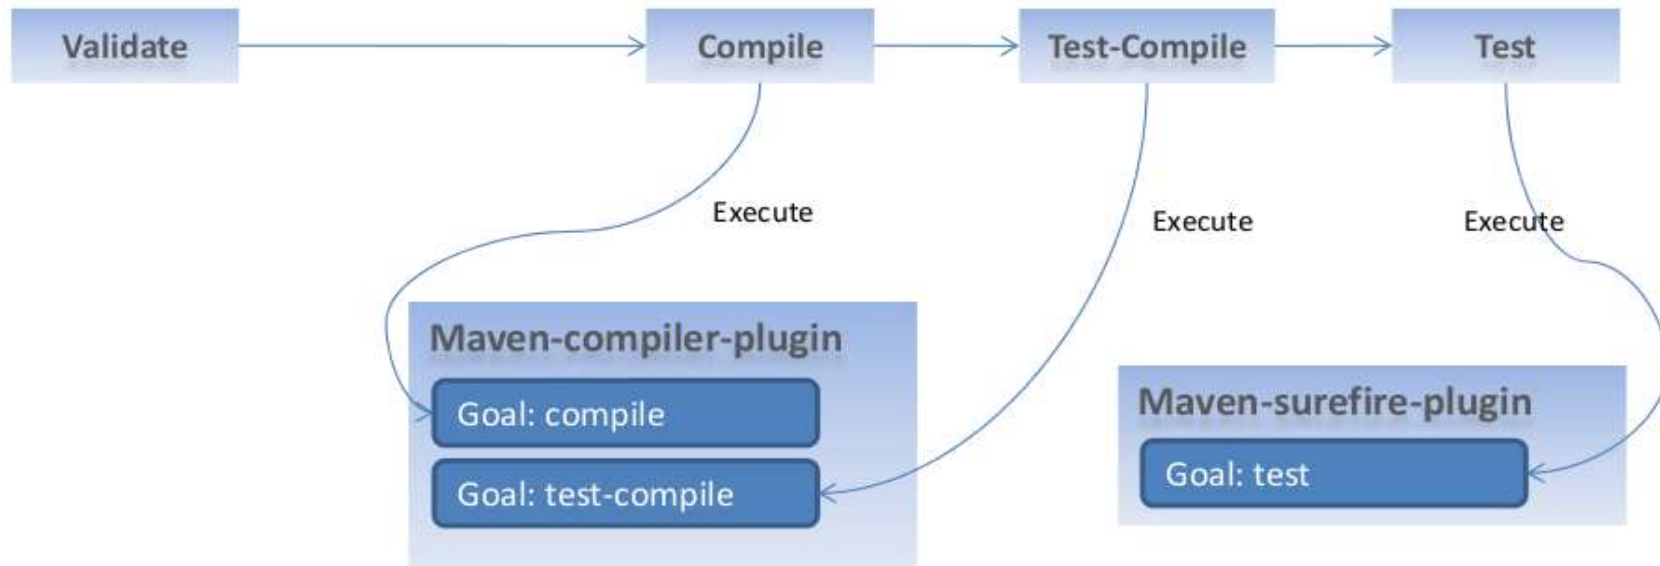 Validate
Compile
Test-Compile
Test
Execute
Execute
Execute
Maven-compiler-plugin
Goal: compile
Goal: test-compile
Maven-surefire-plugin
Goal: test